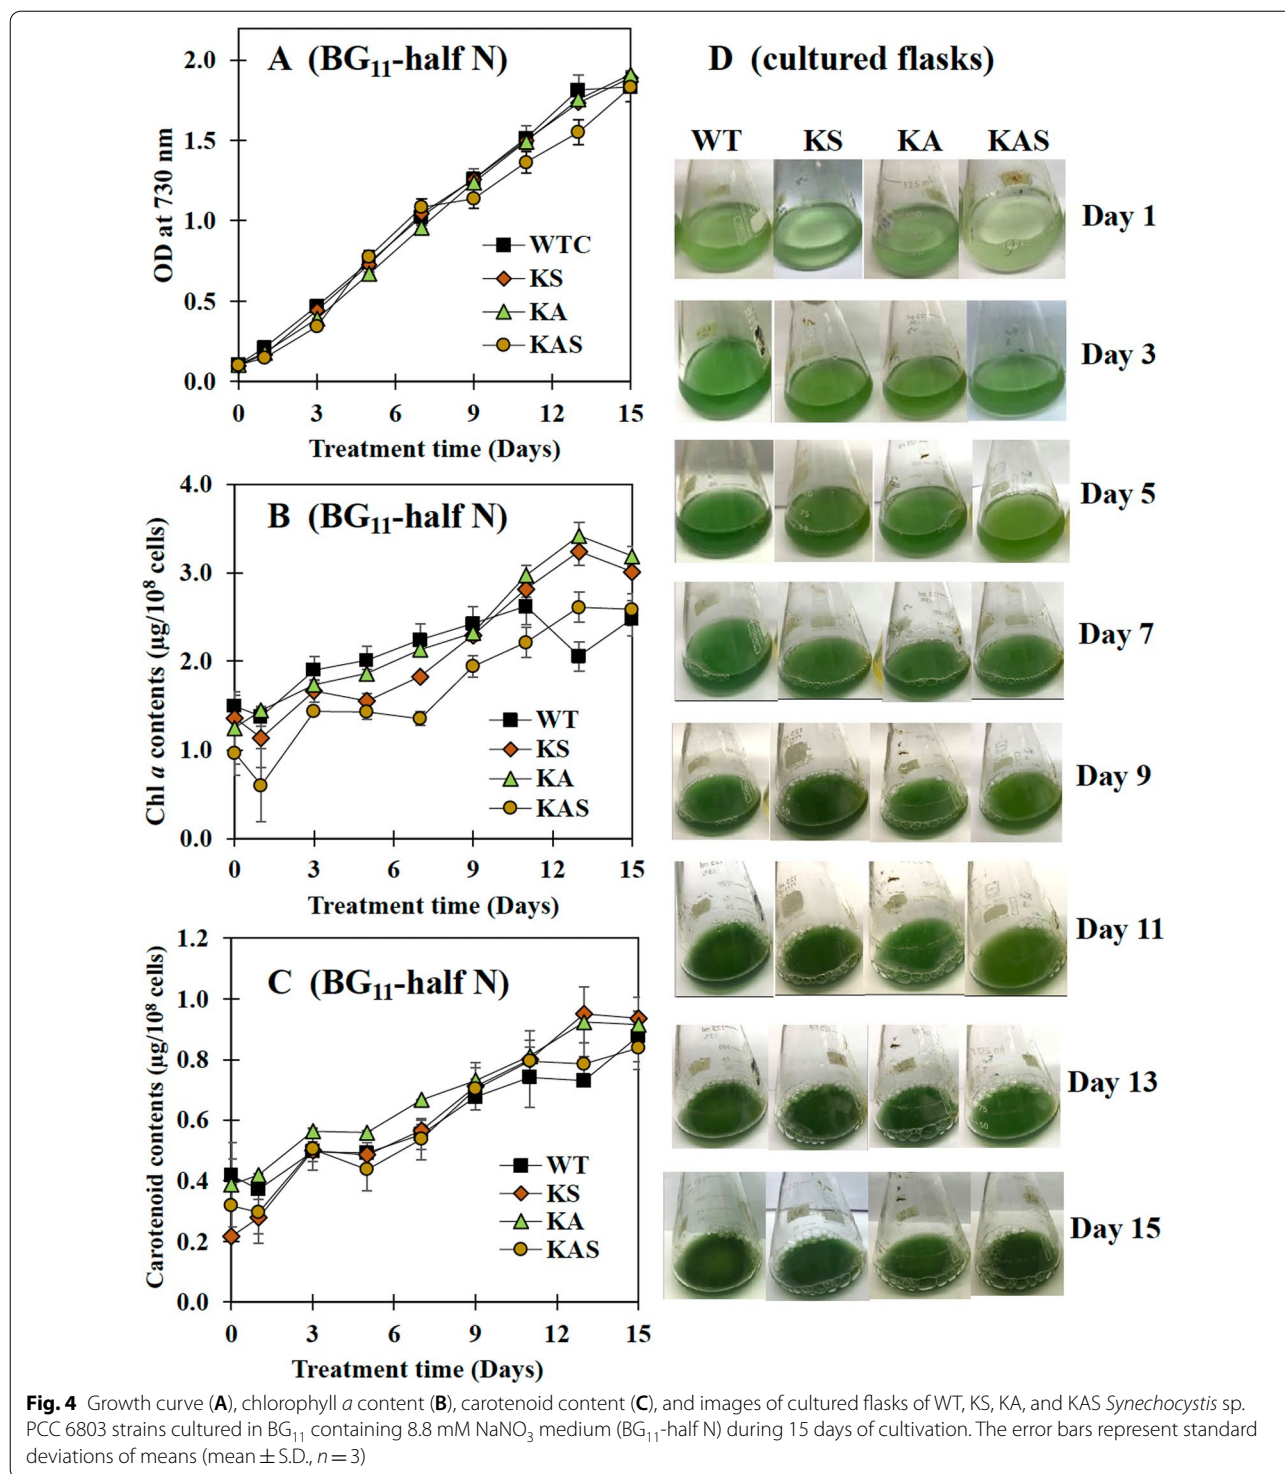 A (BG11-half N)
OD at 730 nm
2.0
1.5
1.0
0.5
0.0
WTC
KS
KA
KAS
0 3 6 9 12 15
Treatment time (Days)
B (BG11-half N)
Chl a contents (µg/10⁸ cells)
4.0
3.0
2.0
1.0
0.0
WT
KS
KA
KAS
0 3 6 9 12 15
Treatment time (Days)
C (BG11-half N)
Carotenoid contents (µg/10⁸ cells)
1.2
1.0
0.8
0.6
0.4
0.2
0.0
WT
KS
KA
KAS
0 3 6 9 12 15
Treatment time (Days)
D (cultured flasks)
WT KS KA KAS
Day 1
Day 3
Day 5
Day 7
Day 9
Day 11
Day 13
Day 15
Fig. 4 Growth curve (A), chlorophyll a content (B), carotenoid content (C), and images of cultured flasks of WT, KS, KA, and KAS Synechocystis sp.
PCC 6803 strains cultured in BG11 containing 8.8 mM NaNO3 medium (BG11-half N) during 15 days of cultivation. The error bars represent standard
deviations of means (mean ± S.D., n = 3)